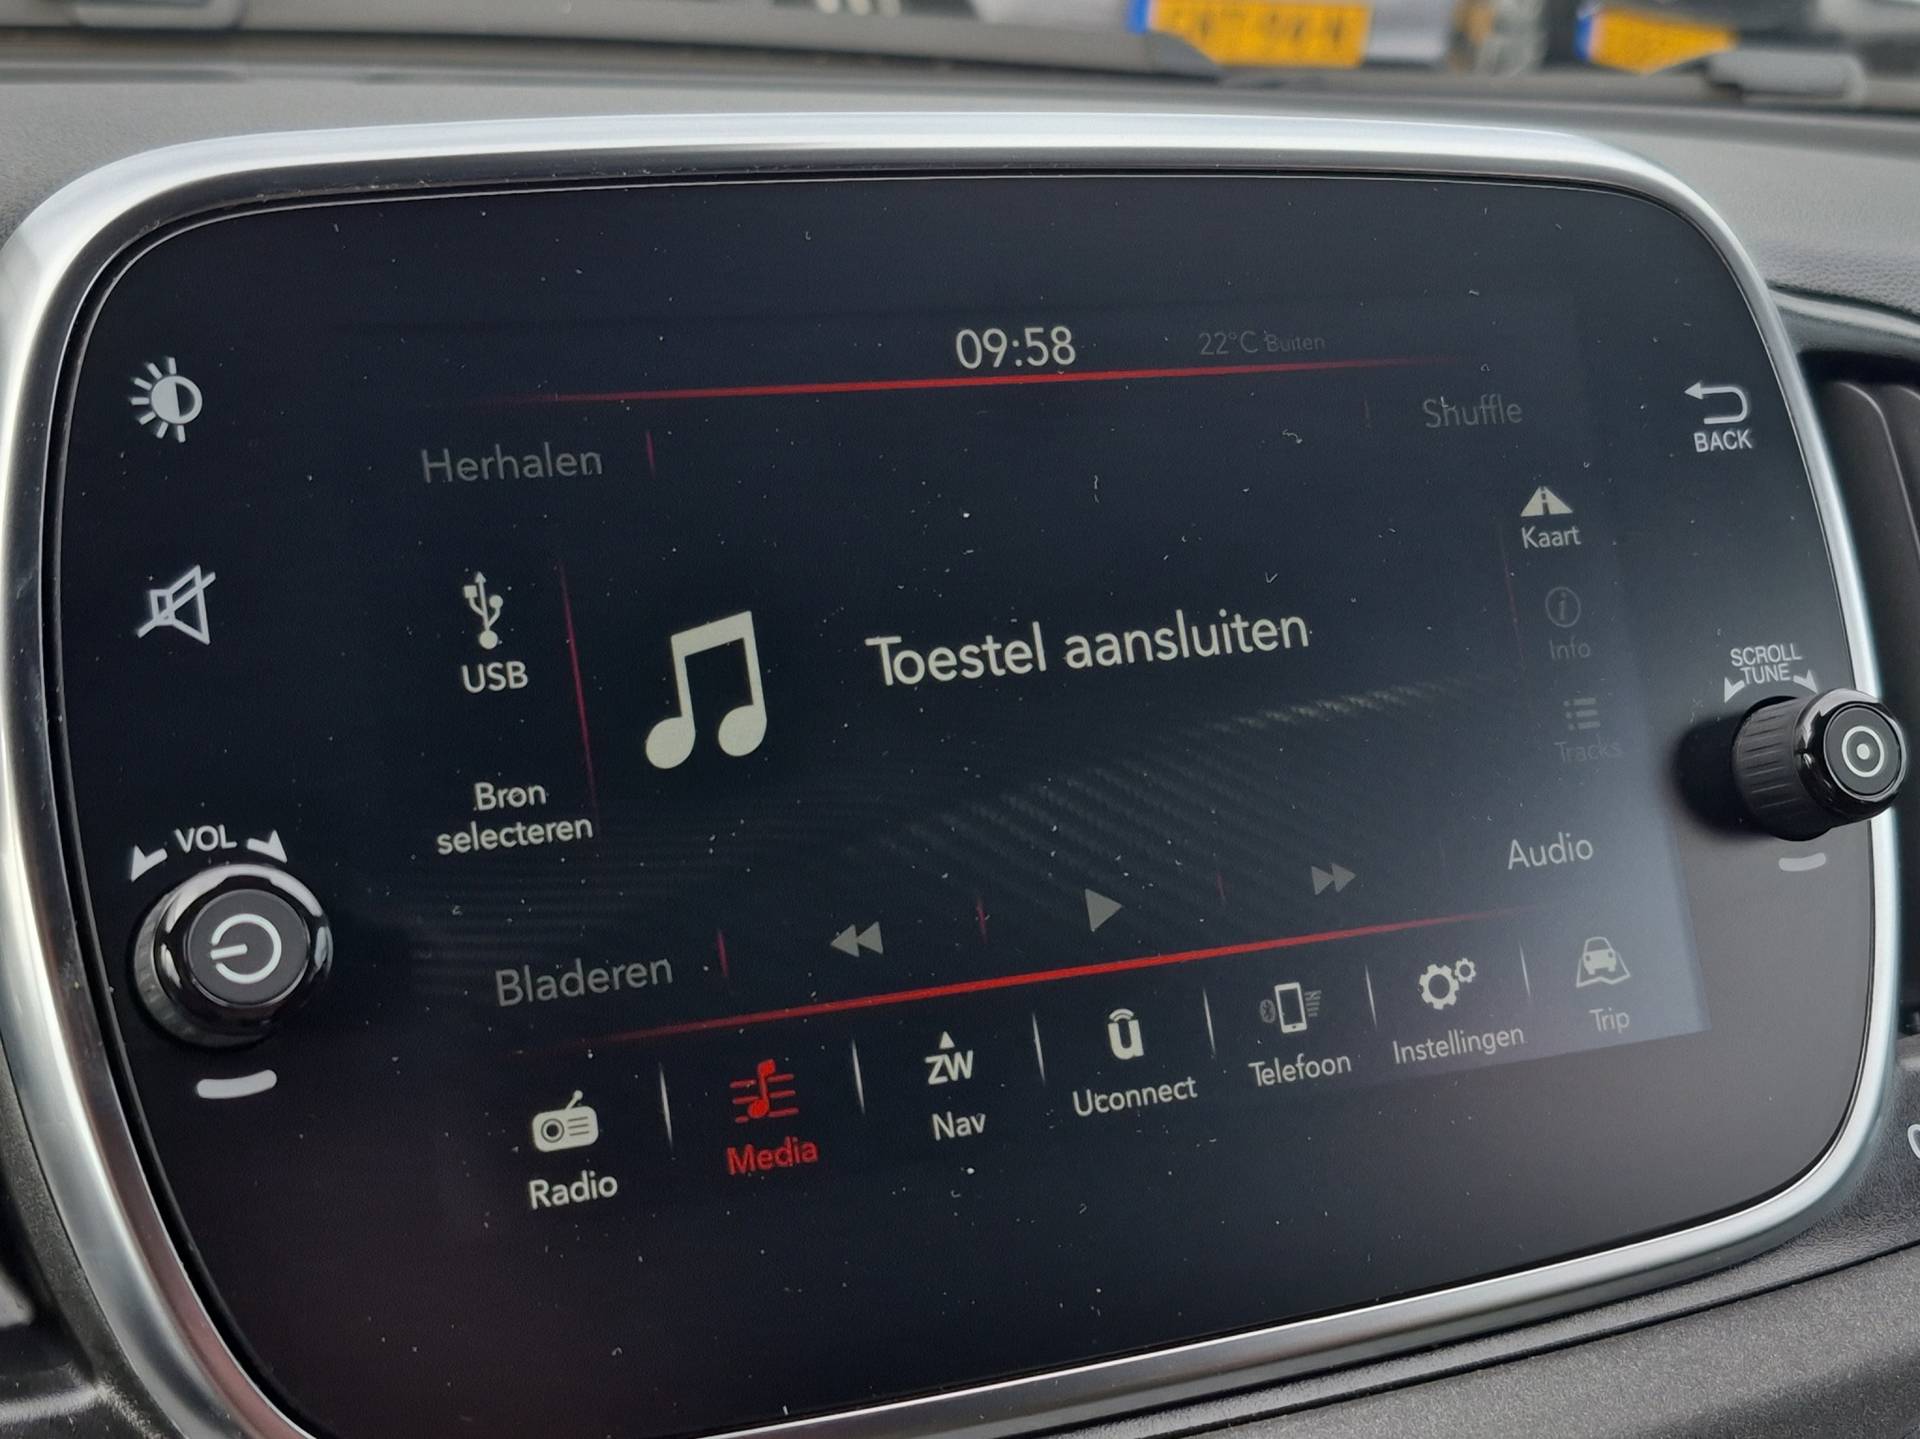 09:58
22°C Buiten
Herhalen
Shuffle
BACK
Kaart
USB
Toestel aansluiten
Info
SCROLL
TUNE
Tracks
Bron
selecteren
VOL
Audio
Bladeren
Radio
Media
ZW
Nav
Uconnect
Telefoon
Instellingen
Trip